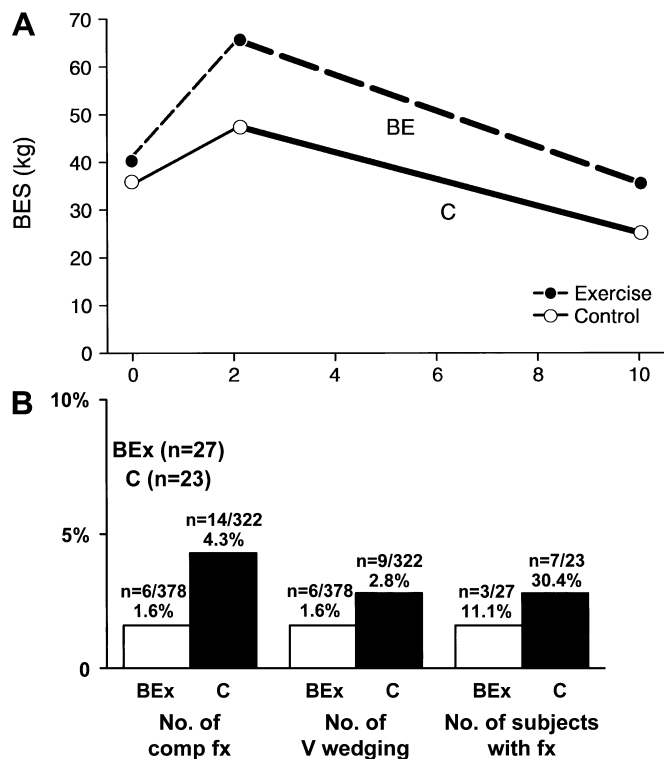 A
70
60
50
40
30
20
10
0
BES (kg)
BE
C
Exercise
Control
0 2 4 6 8 10
B
10%
5%
0
BEx (n=27)
C (n=23)
n=6/378
1.6%
n=14/322
4.3%
n=6/378
1.6%
n=9/322
2.8%
n=3/27
11.1%
n=7/23
30.4%
BEx C BEx C BEx C
No. of
comp fx
No. of
V wedging
No. of subjects
with fx